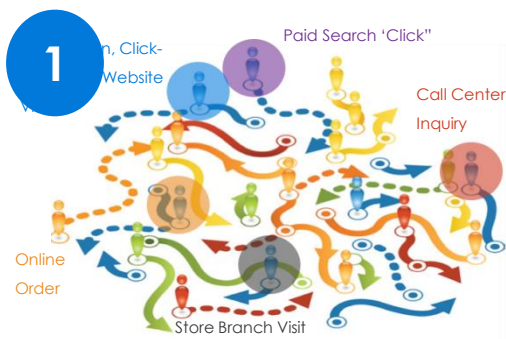 1
n, Click-
Website
Paid Search ‘Click”
Call Center
Inquiry
Online
Order
Store Branch Visit